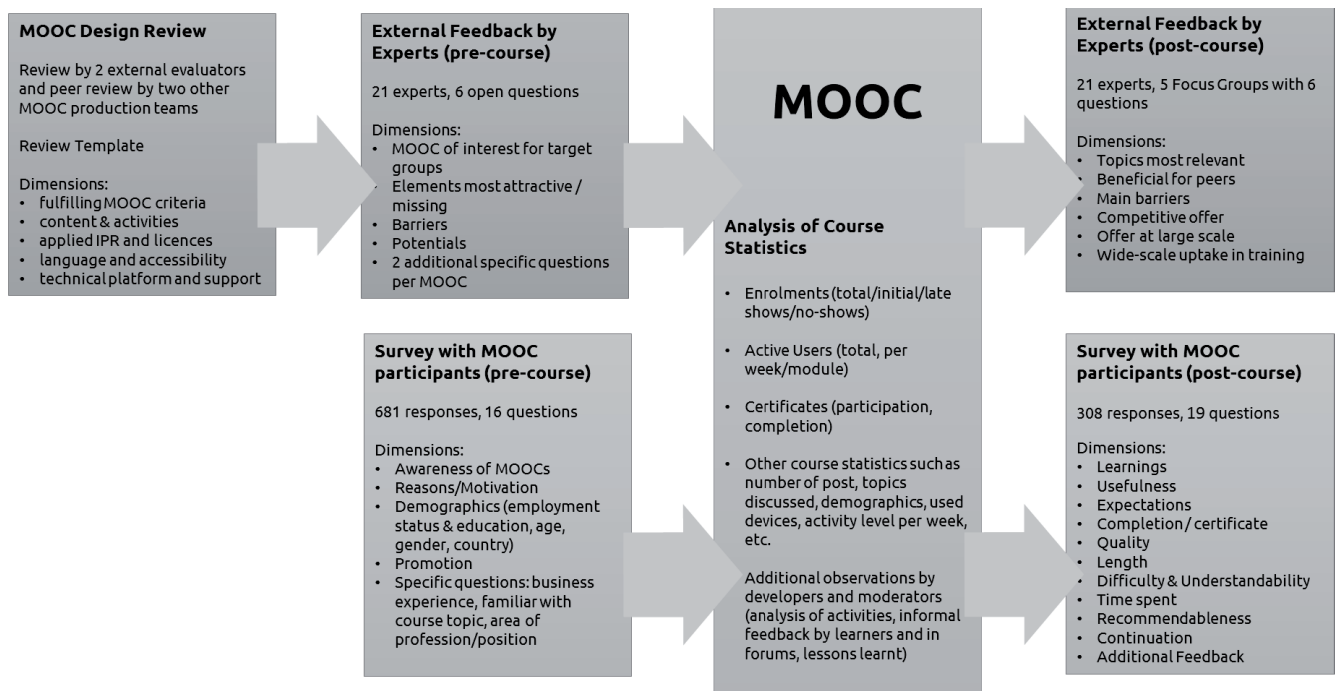 MOOC Design Review
Review by 2 external evaluators
and peer review by two other
MOOC production teams
Review Template
Dimensions:
• fulfilling MOOC criteria
• content & activities
• applied IPR and licences
• language and accessibility
• technical platform and support
External Feedback by
Experts (pre-course)
21 experts, 6 open questions
Dimensions:
• MOOC of interest for target
groups
• Elements most attractive /
missing
• Barriers
• Potentials
• 2 additional specific questions
per MOOC
Survey with MOOC
participants (pre-course)
681 responses, 16 questions
Dimensions:
• Awareness of MOOCs
• Reasons/Motivation
• Demographics (employment
status & education, age,
gender, country)
• Promotion
• Specific questions: business
experience, familiar with
course topic, area of
profession/position
MOOC
Analysis of Course
Statistics
• Enrolments (total/initial/late
shows/no-shows)
• Active Users (total, per
week/module)
• Certificates (participation,
completion)
• Other course statistics such as
number of post, topics
discussed, demographics, used
devices, activity level per week,
etc.
Additional observations by
developers and moderators
(analysis of activities, informal
feedback by learners and in
forums, lessons learnt)
External Feedback by
Experts (post-course)
21 experts, 5 Focus Groups with 6
questions
Dimensions:
• Topics most relevant
• Beneficial for peers
• Main barriers
• Competitive offer
• Offer at large scale
• Wide-scale uptake in training
Survey with MOOC
participants (post-course)
308 responses, 19 questions
Dimensions:
• Learnings
• Usefulness
• Expectations
• Completion / certificate
• Quality
• Length
• Difficulty & Understandability
• Time spent
• Recommendableness
• Continuation
• Additional Feedback